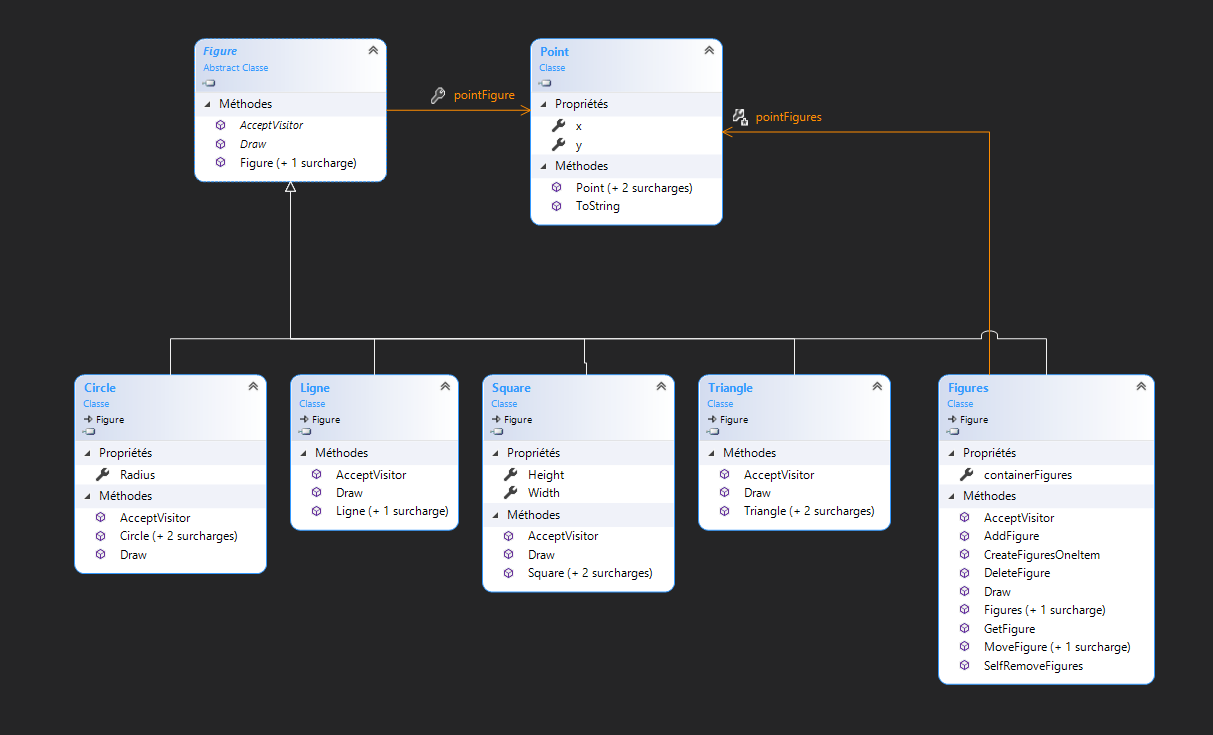 Figure
Abstract Classe
Méthodes
AcceptVisitor
Draw
Figure (+ 1 surcharge)
pointFigure
Point
Classe
Propriétés
x
y
Méthodes
Point (+ 2 surcharges)
ToString
pointFigures
Circle
Classe
Figure
Propriétés
Radius
Méthodes
AcceptVisitor
Circle (+ 2 surcharges)
Draw
Ligne
Classe
Figure
Méthodes
AcceptVisitor
Draw
Ligne (+ 1 surcharge)
Square
Classe
Figure
Propriétés
Height
Width
Méthodes
AcceptVisitor
Draw
Square (+ 2 surcharges)
Triangle
Classe
Figure
Méthodes
AcceptVisitor
Draw
Triangle (+ 2 surcharges)
Figures
Classe
Figure
Propriétés
containerFigures
Méthodes
AcceptVisitor
AddFigure
CreateFiguresOneItem
DeleteFigure
Draw
Figures (+ 1 surcharge)
GetFigure
MoveFigure (+ 1 surcharge)
SelfRemoveFigures